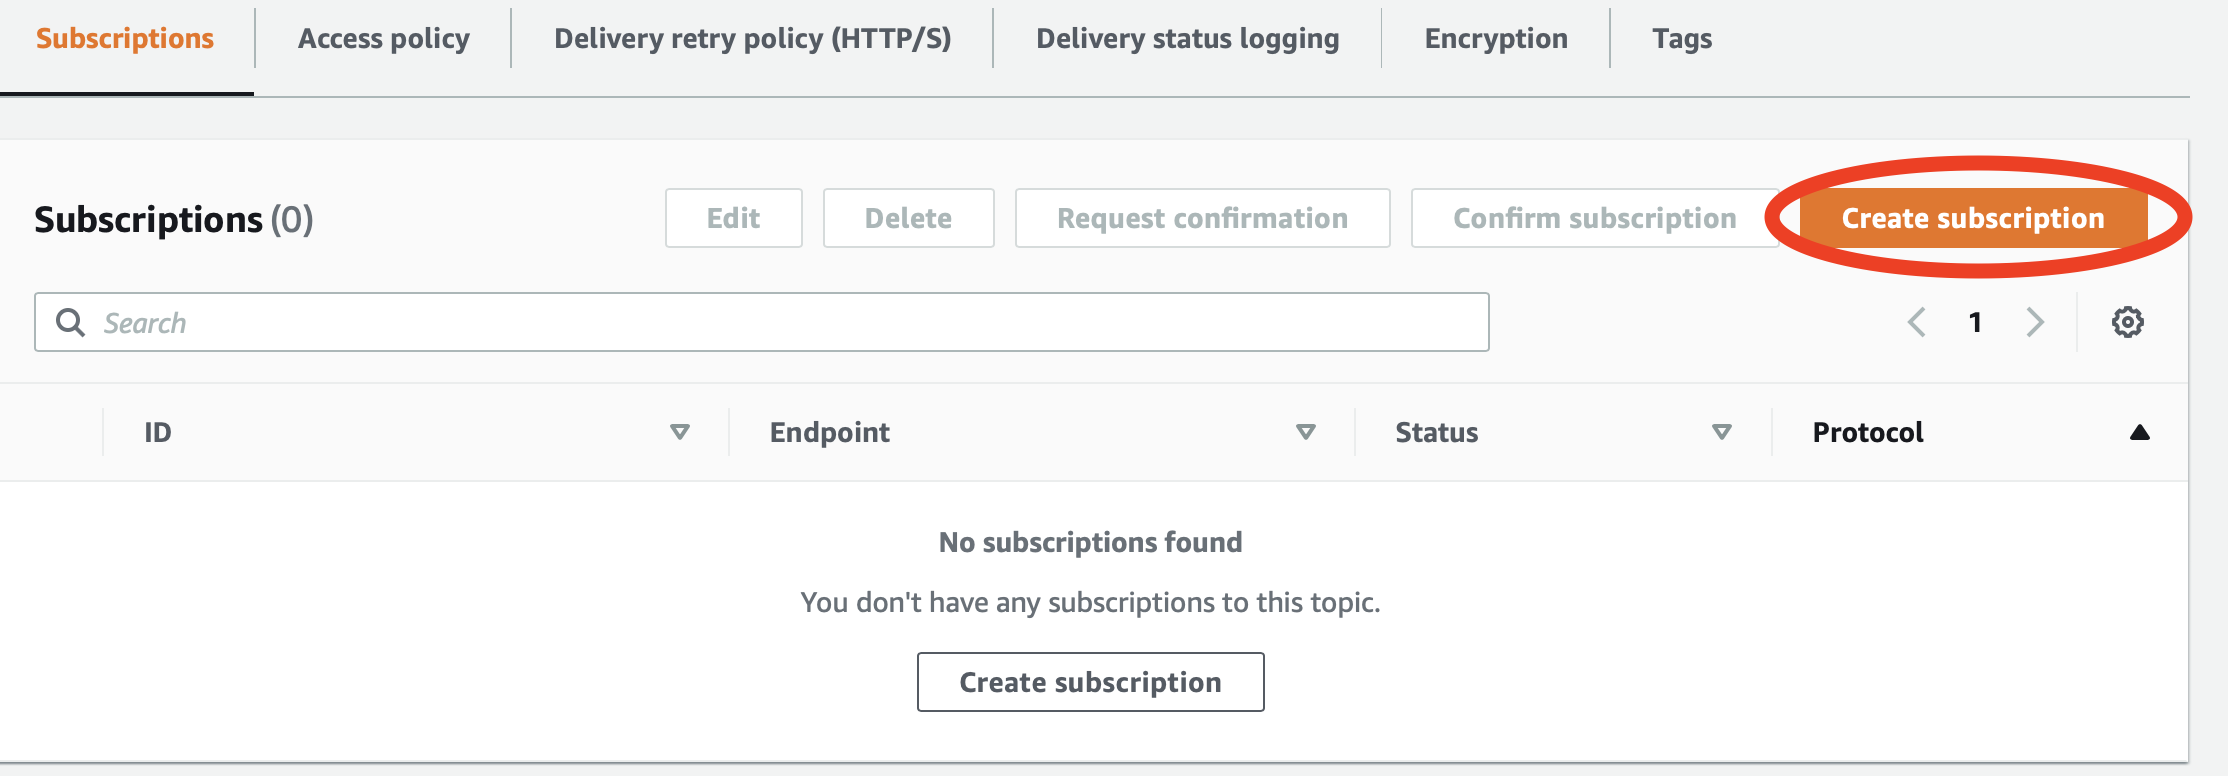 Subscriptions Access policy Delivery retry policy (HTTP/S) Delivery status logging Encryption Tags
Subscriptions (0) Edit Delete Request confirmation Confirm subscription Create subscription
Search 1
ID Endpoint Status Protocol
No subscriptions found
You don't have any subscriptions to this topic.
Create subscription